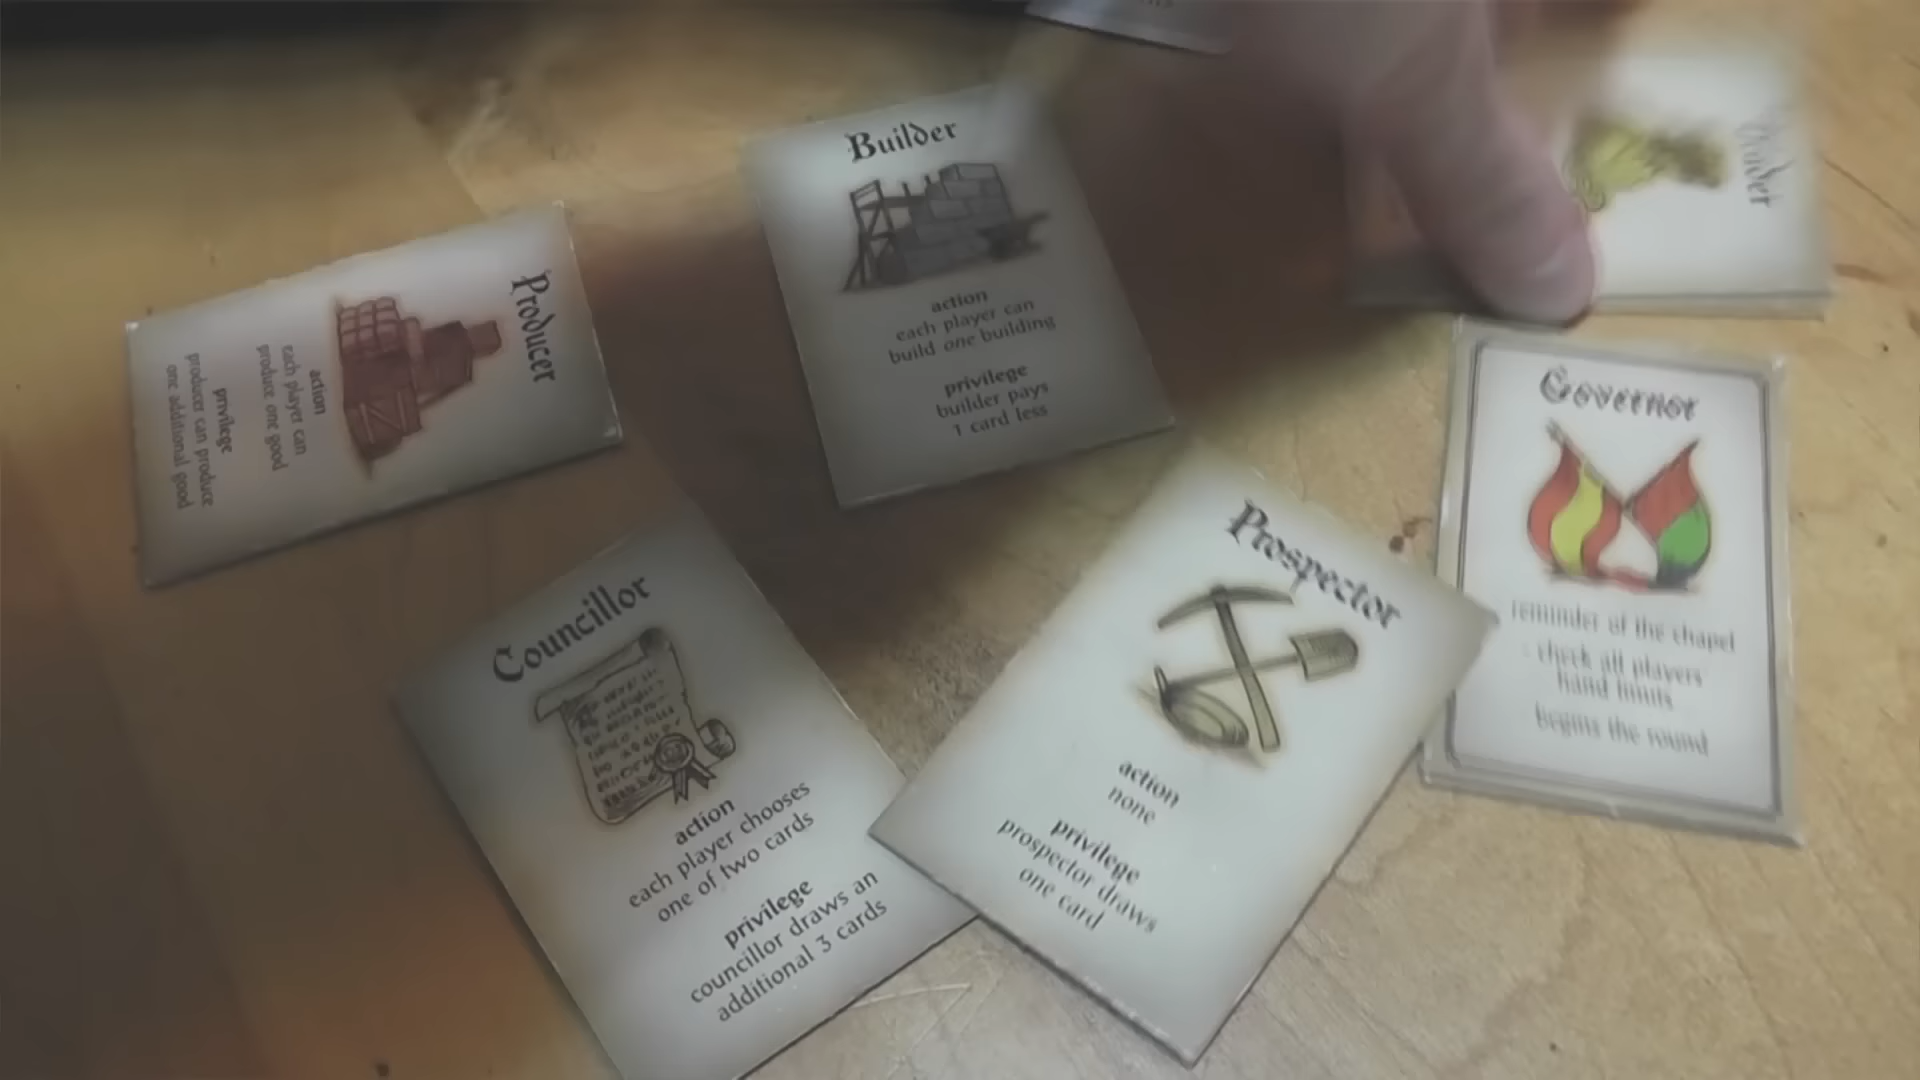 Builder
action
each player can
build one building
privilege
builder pays
1 card less
Producer
action
each player can
produce one good
privilege
producer can produce
one additional good
Governor
reminder of the chapel
- check all players
hand limits
begins the round
Prospector
action
none
privilege
prospector draws
one card
Councillor
action
each player chooses
one of two cards
privilege
councillor draws an
additional 3 cards